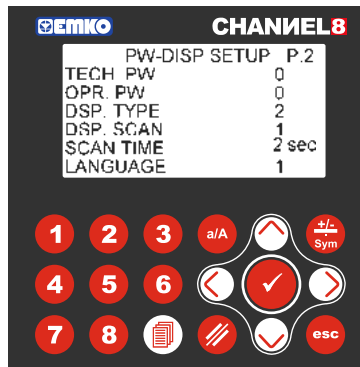 EMKO CHANNEL8
PW-DISP SETUP P.2
TECH PW 0
OPR. PW 0
DSP. TYPE 2
DSP. SCAN 1
SCAN TIME 2 sec
LANGUAGE 1
1 2 3 a/A +/- Sym
4 5 6
7 8 esc